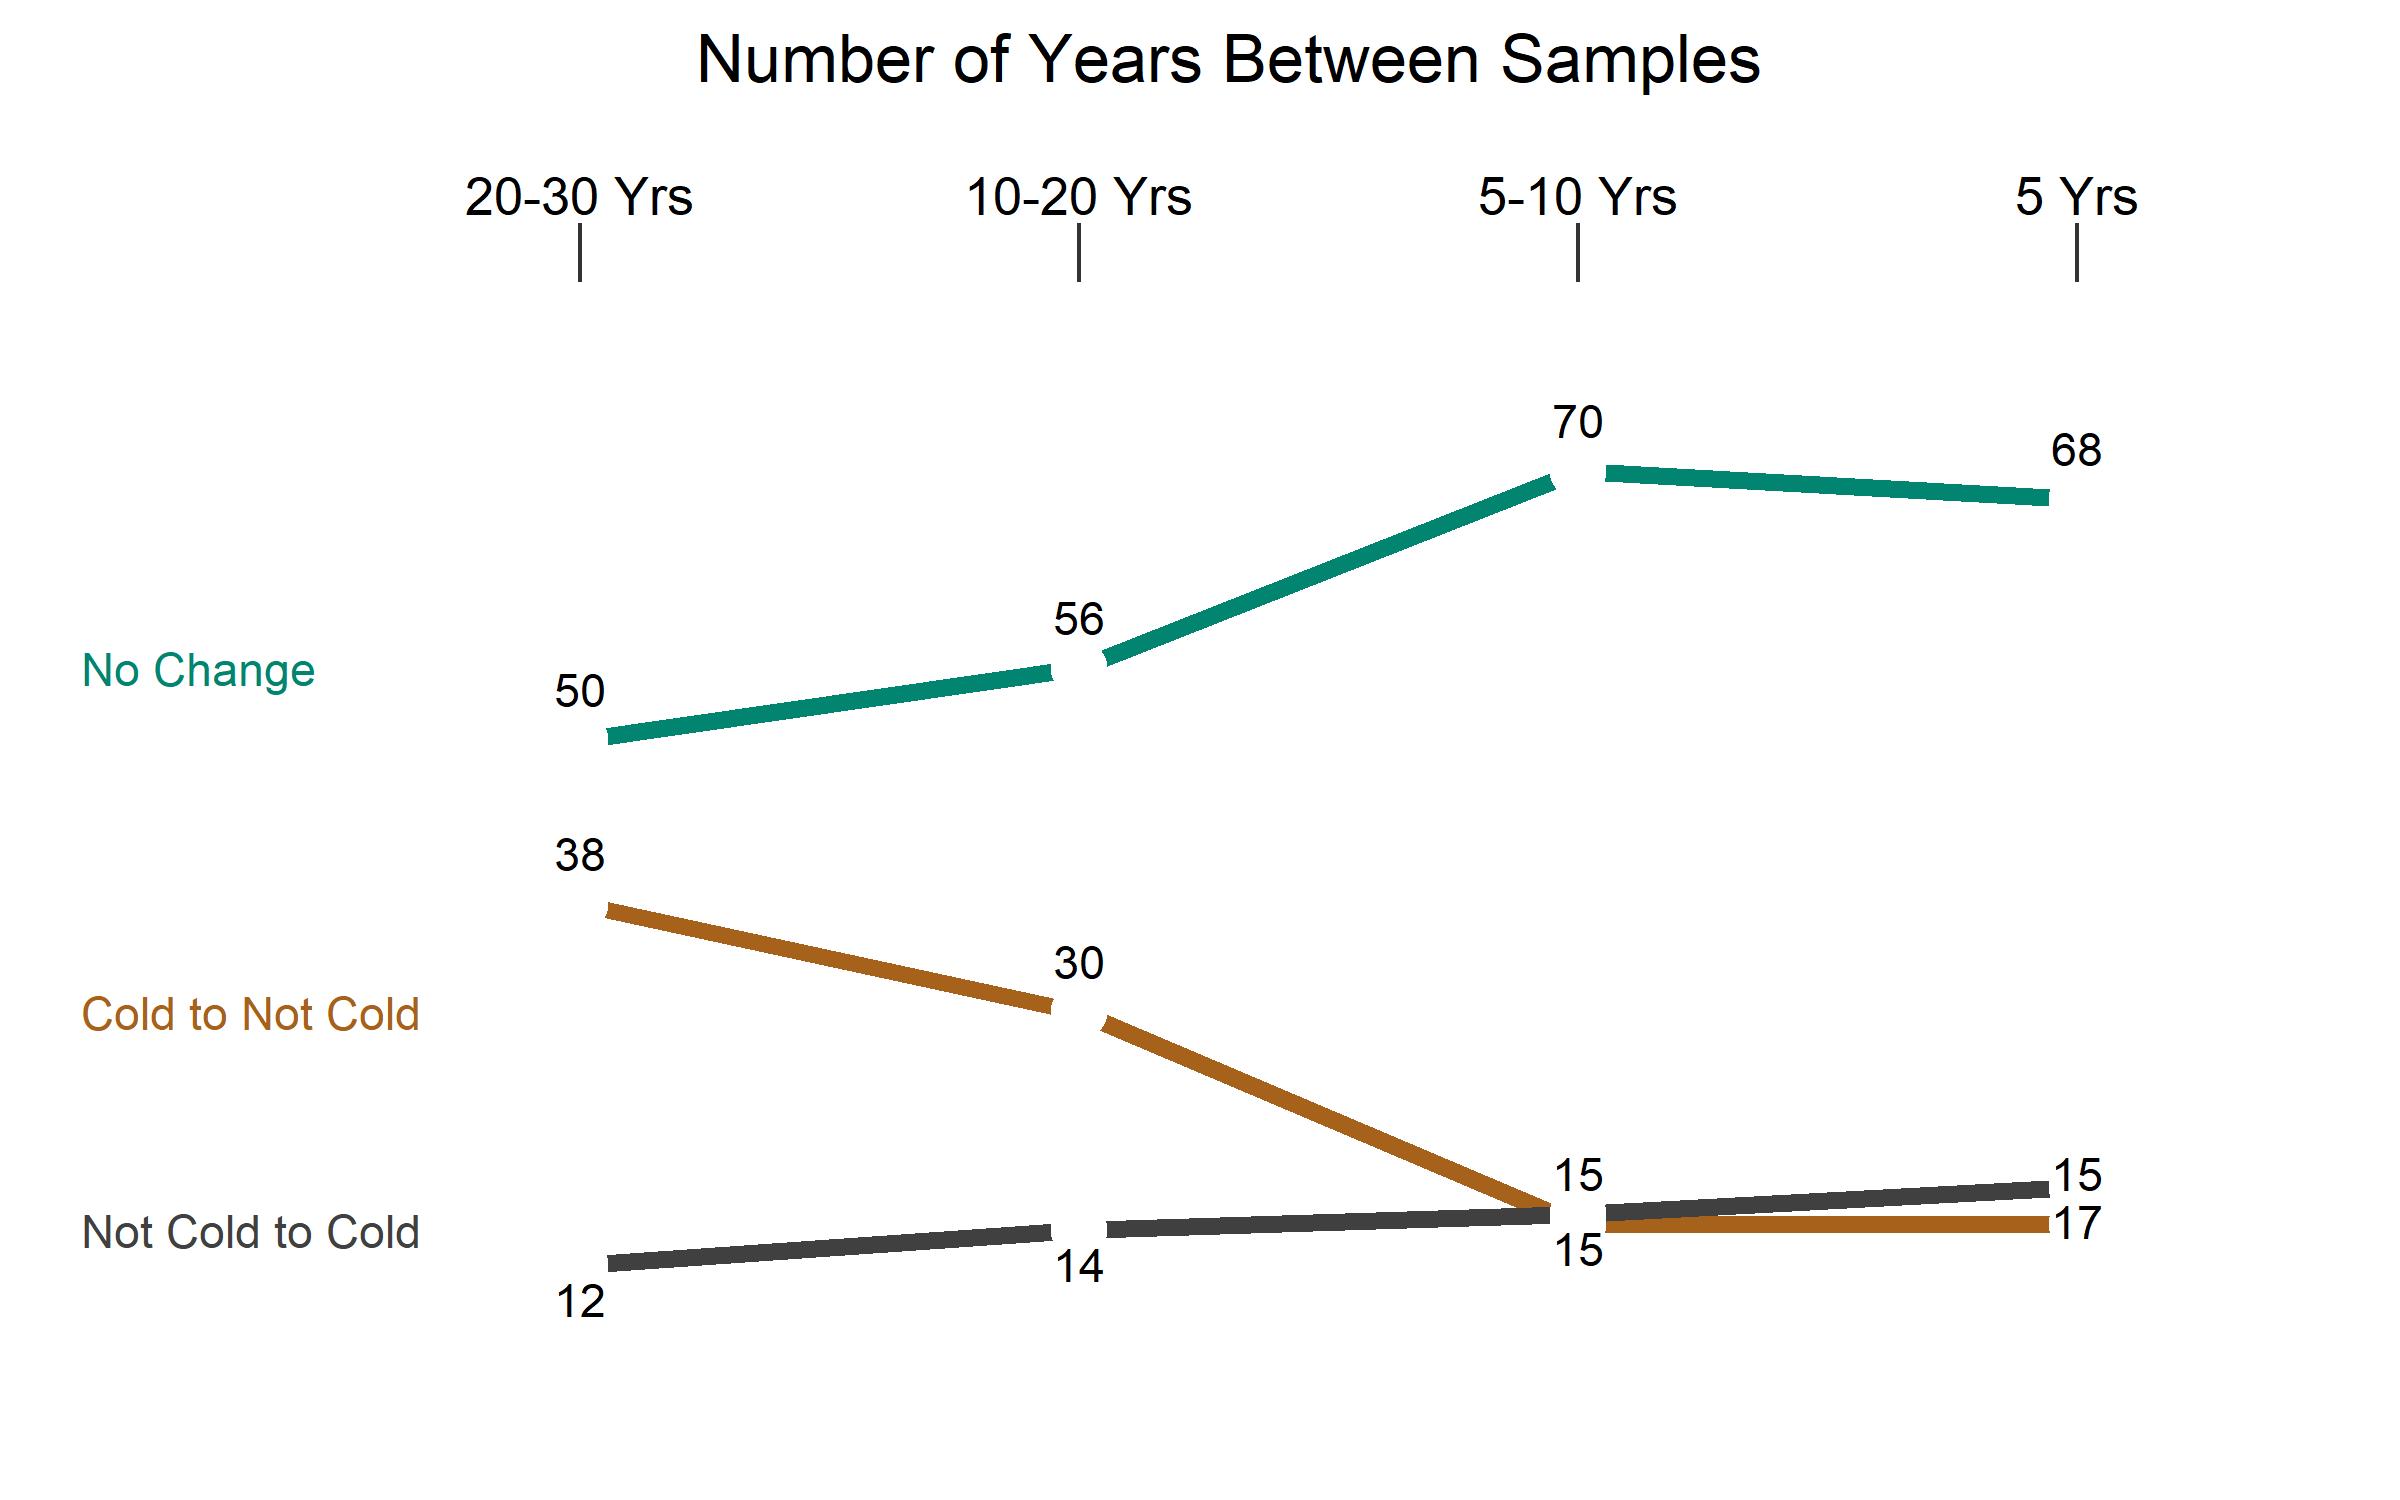 Number of Years Between Samples
20-30 Yrs 10-20 Yrs 5-10 Yrs 5 Yrs
70
68
56
No Change
50
38
30
Cold to Not Cold
15 15
Not Cold to Cold
17
15
14
12